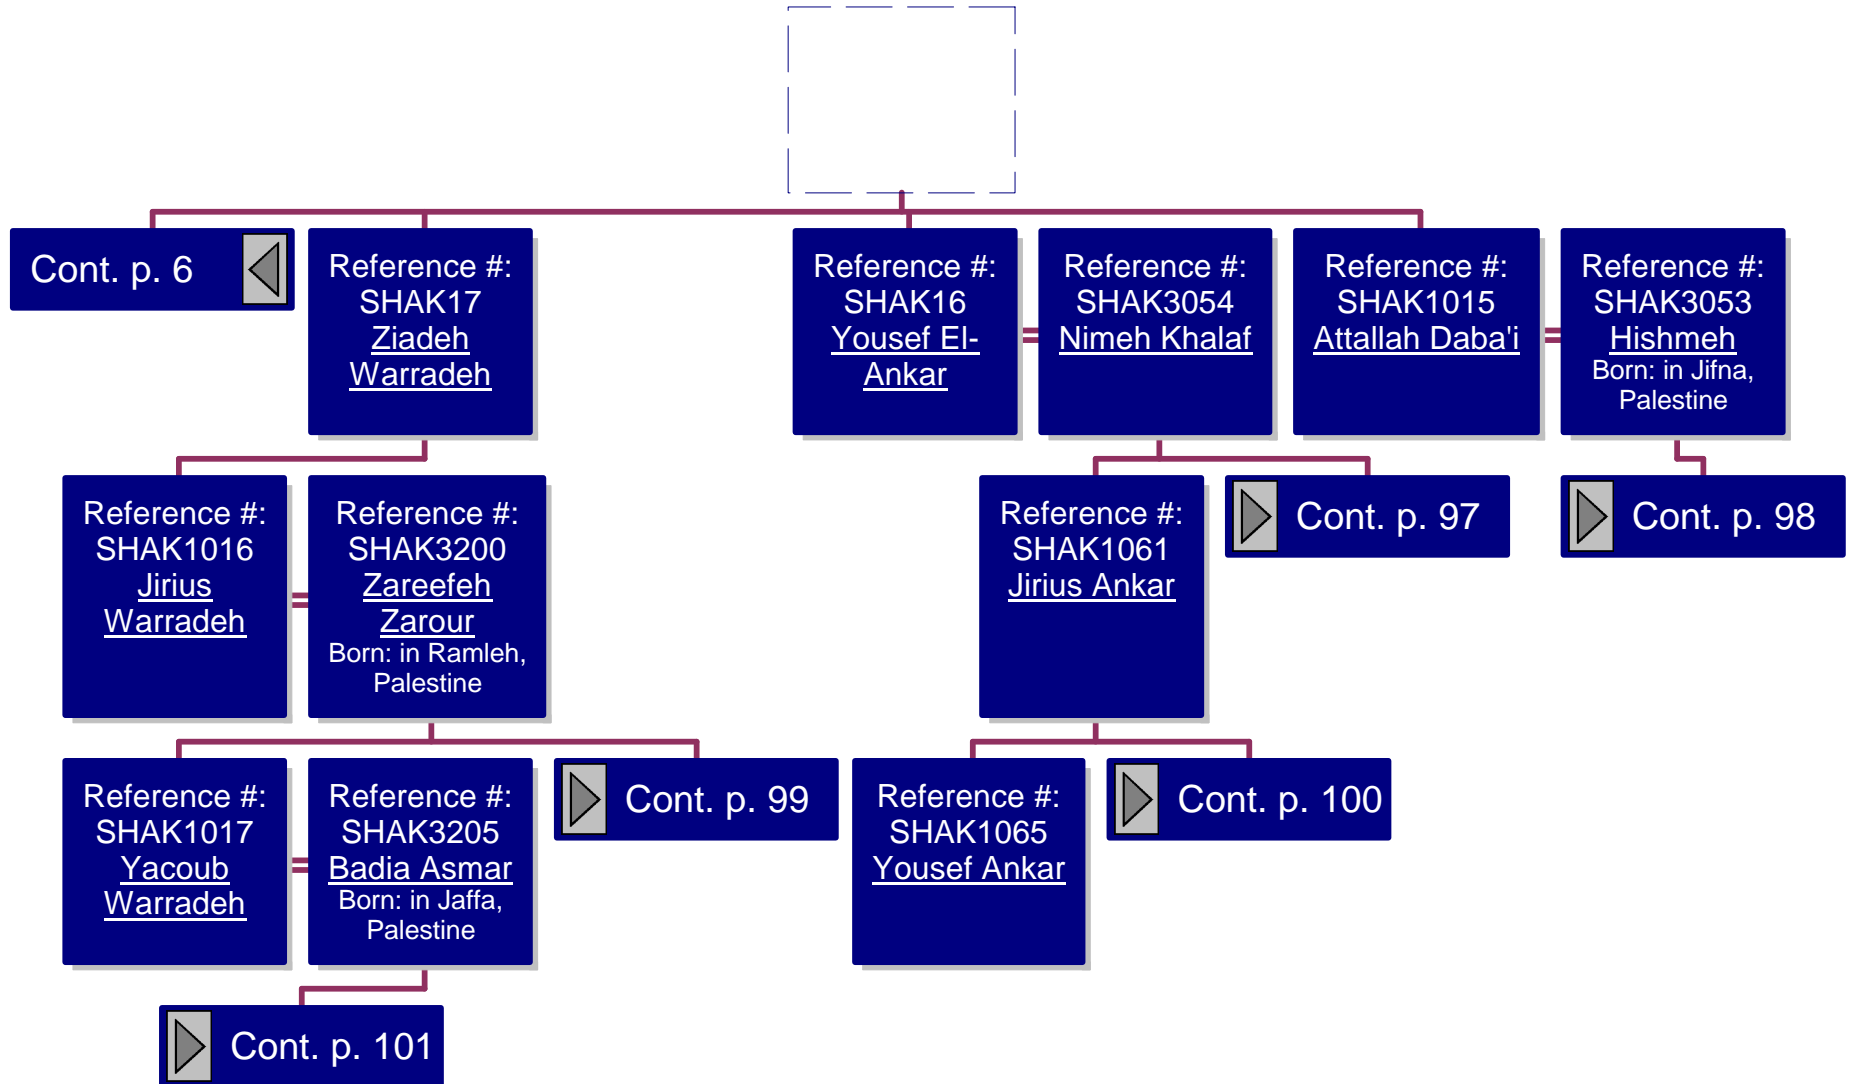 Cont. p. 6
Reference #:
SHAK17
Ziadeh
Warradeh
Reference #:
SHAK16
Yousef El-
Ankar
Reference #:
SHAK3054
Nimeh Khalaf
Reference #:
SHAK1015
Attallah Daba'i
Reference #:
SHAK3053
Hishmeh
Born: in Jifna,
Palestine
Reference #:
SHAK1016
Jirius
Warradeh
Reference #:
SHAK3200
Zareefeh
Zarour
Born: in Ramleh,
Palestine
Reference #:
SHAK1061
Jirius Ankar
Cont. p. 97
Cont. p. 98
Reference #:
SHAK1017
Yacoub
Warradeh
Reference #:
SHAK3205
Badia Asmar
Born: in Jaffa,
Palestine
Cont. p. 99
Reference #:
SHAK1065
Yousef Ankar
Cont. p. 100
Cont. p. 101